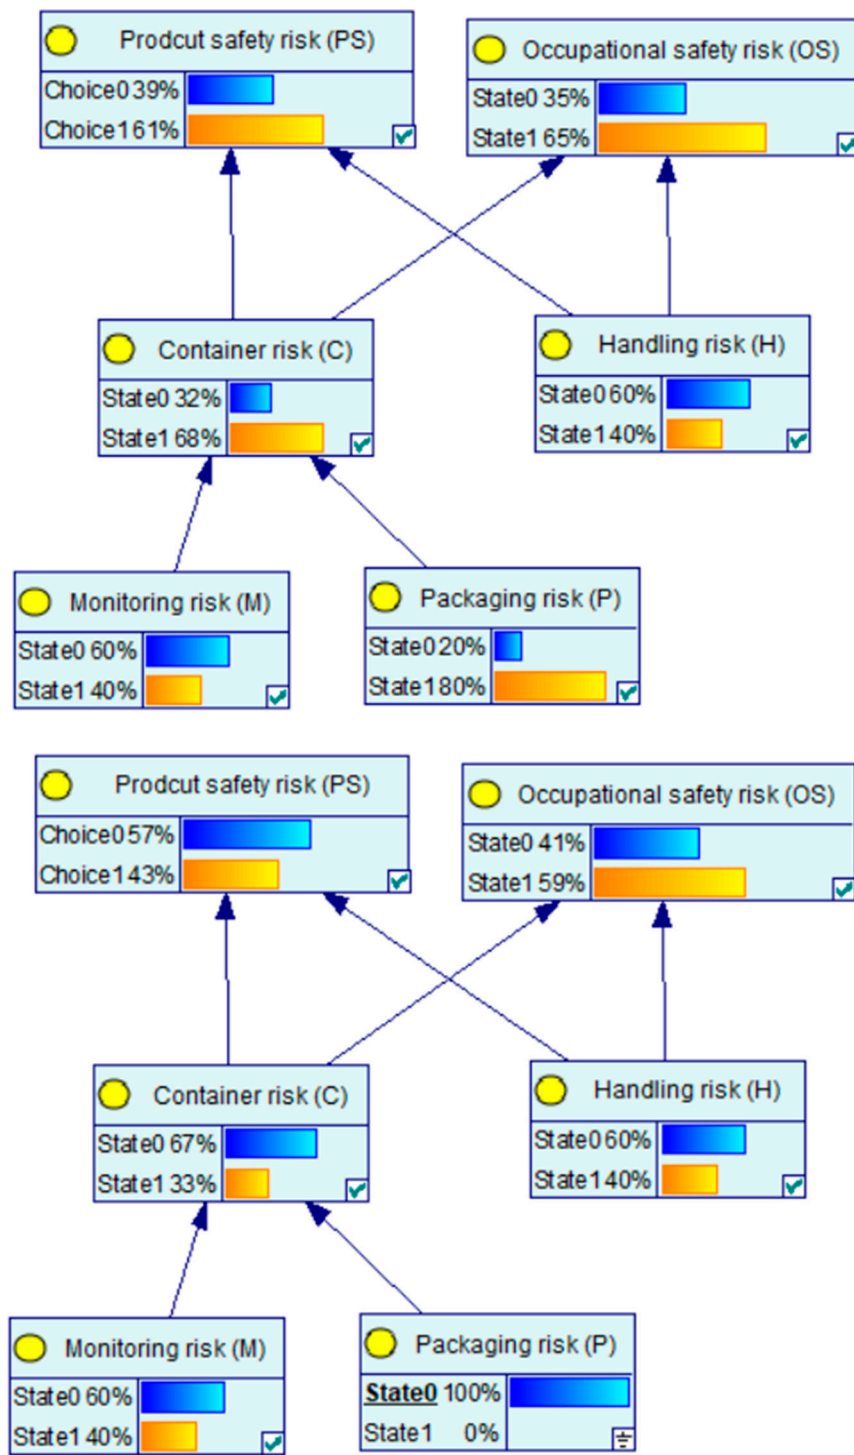 Prodcut safety risk (PS)
Choice0 39%
Choice1 61%
Occupational safety risk (OS)
State0 35%
State1 65%
Container risk (C)
State0 32%
State1 68%
Handling risk (H)
State0 60%
State1 40%
Monitoring risk (M)
State0 60%
State1 40%
Packaging risk (P)
State0 20%
State1 80%
Prodcut safety risk (PS)
Choice0 57%
Choice1 43%
Occupational safety risk (OS)
State0 41%
State1 59%
Container risk (C)
State0 67%
State1 33%
Handling risk (H)
State0 60%
State1 40%
Monitoring risk (M)
State0 60%
State1 40%
Packaging risk (P)
State0 100%
State1 0%